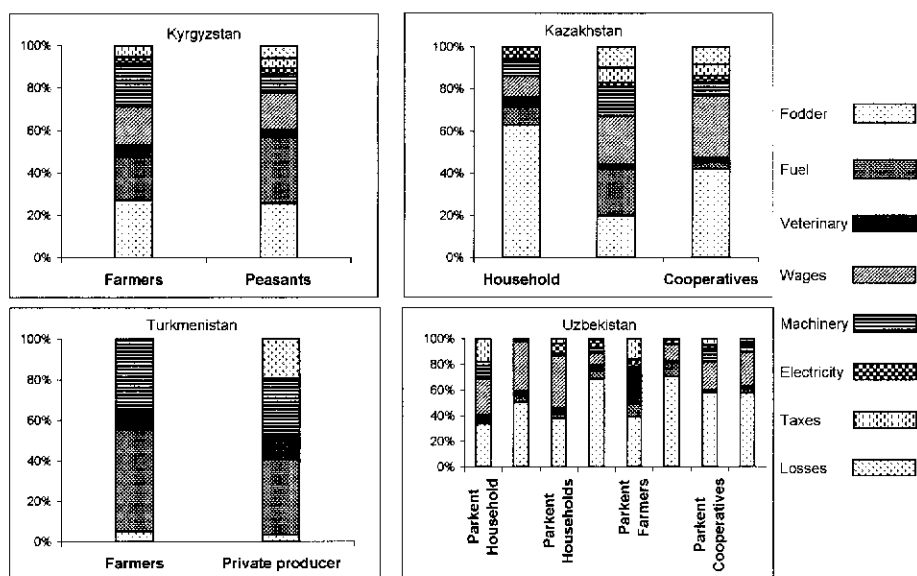 Kyrgyzstan
100%
80%
60%
40%
20%
0%
Farmers
Peasants
Kazakhstan
100%
80%
60%
40%
20%
0%
Household
Cooperatives
Turkmenistan
100%
80%
60%
40%
20%
0%
Farmers
Private producer
Uzbekistan
100%
80%
60%
40%
20%
0%
Parkent
Household
Parkent
Households
Parkent
Farmers
Parkent
Cooperatives
Fodder
Fuel
Veterinary
Wages
Machinery
Electricity
Taxes
Losses